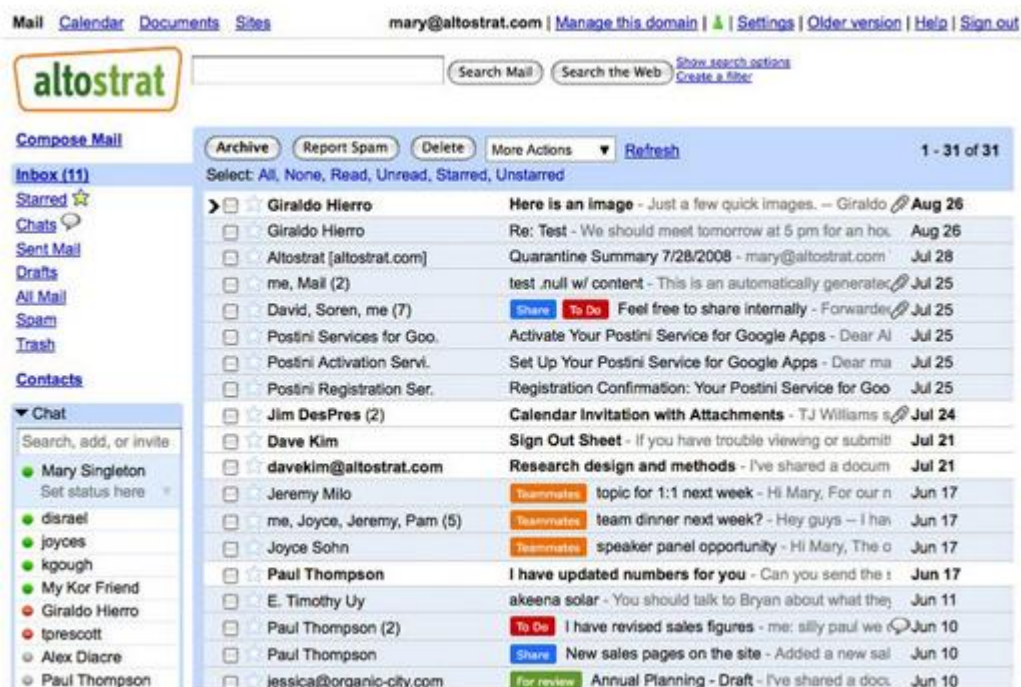 Mail Calendar Documents Sites
mary@altostrat.com | Manage this domain | | Settings | Older version | Help | Sign out
altostrat
Search Mail Search the Web Show search options
Create a filter
Compose Mail
Inbox (11)
Starred
Chats
Sent Mail
Drafts
All Mail
Spam
Trash
Contacts
Chat
Search, add, or invite
Mary Singleton
Set status here
disrael
joyces
kgough
My Kor Friend
Giraldo Hierro
tprescott
Alex Diacre
Paul Thompson
Archive Report Spam Delete More Actions Refresh 1 - 31 of 31
Select: All, None, Read, Unread, Starred, Unstarred
Giraldo Hierro Here is an image - Just a few quick images. -- Giraldo Aug 26
Giraldo Hierro Re: Test - We should meet tomorrow at 5 pm for an Aug 26
Altostrat [altostrat.com] Quarantine Summary 7/28/2008 - mary@altostrat.com Jul 28
me, Mail (2) test .null w/ content - This is an automatically Jul 25
David, Soren, me (7) Share To Do Feel free to share internally - Jul 25
Postini Services for Goo. Activate Your Postini Service for Google Apps - Dear Al Jul 25
Postini Activation Servi. Set Up Your Postini Service for Google Apps - Dear ma Jul 25
Postini Registration Ser. Registration Confirmation: Your Postini Service for Goo Jul 25
Jim DesPres (2) Calendar Invitation with Attachments - TJ Williams s Jul 24
Dave Kim Sign Out Sheet - If you have trouble viewing or Jul 21
davekim@altostrat.com Research design and methods - I've shared a docum Jul 21
Jeremy Milo Teammates topic for 1:1 next week - Hi Mary, For our n Jun 17
me, Joyce, Jeremy, Pam (5) Teammates team dinner next week? - Hey guys -- I Jun 17
Joyce Sohn Teammates speaker panel opportunity - Hi Mary, The o Jun 17
Paul Thompson I have updated numbers for you - Can you send the Jun 17
E. Timothy Uy akeena solar - You should talk to Bryan about what they Jun 11
Paul Thompson (2) To Do I have revised sales figures - me: silly paul we Jun 10
Paul Thompson Share New sales pages on the site - Added a new sal Jun 10
jessica@organic-city.com For review Annual Planning - Draft - I've shared a Jun 10